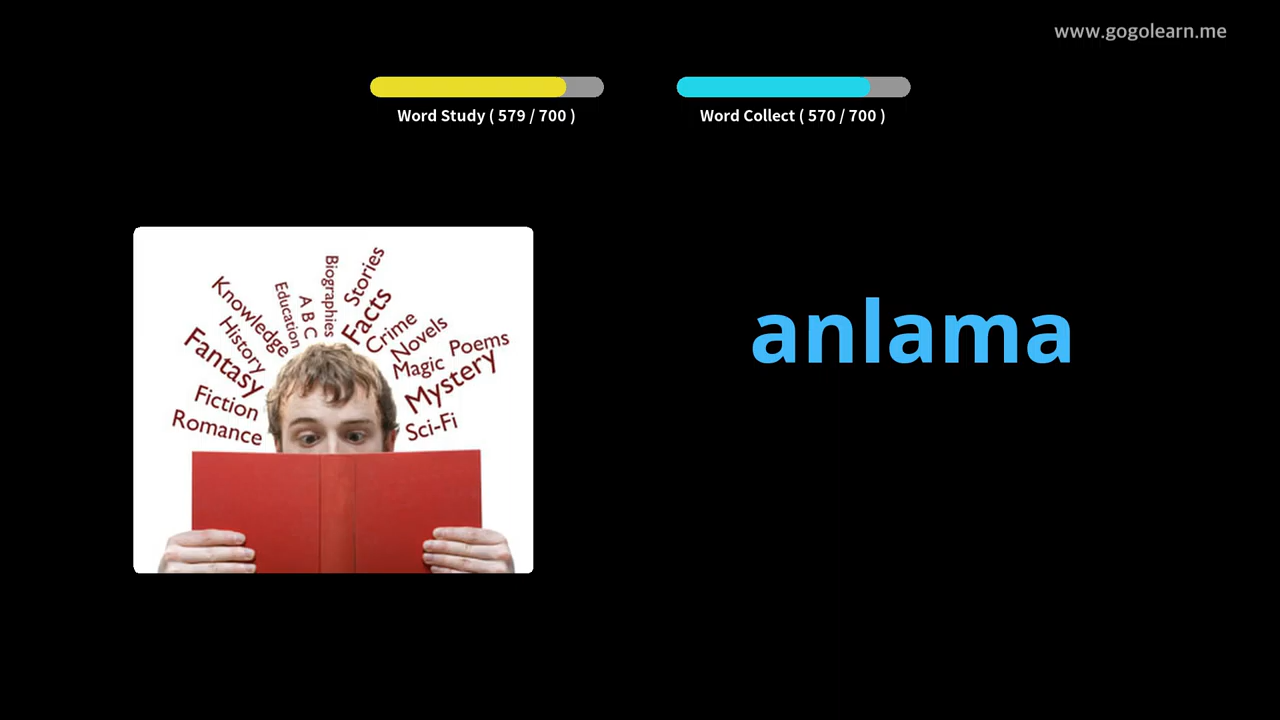 www.gogolearn.me
Word Study ( 579 / 700 )
Word Collect ( 570 / 700 )
Biographies
Stories
Education
A B C
Facts
Knowledge
History
Crime
Novels
Poems
Fantasy
Magic
Mystery
Fiction
Romance
Sci-Fi
anlama